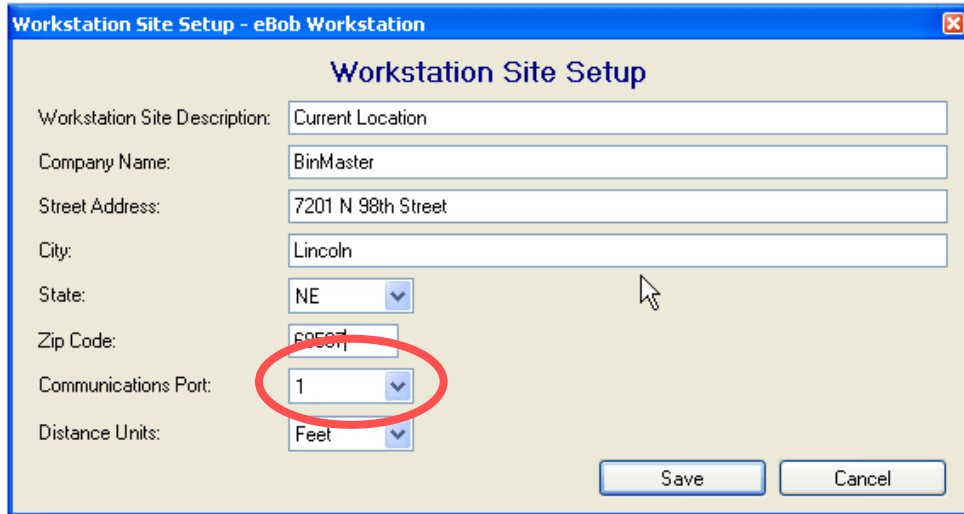 Workstation Site Setup - eBob Workstation
Workstation Site Setup
Workstation Site Description: Current Location
Company Name: BinMaster
Street Address: 7201 N 98th Street
City: Lincoln
State: NE
Zip Code:
Communications Port: 1
Distance Units: Feet
Save Cancel